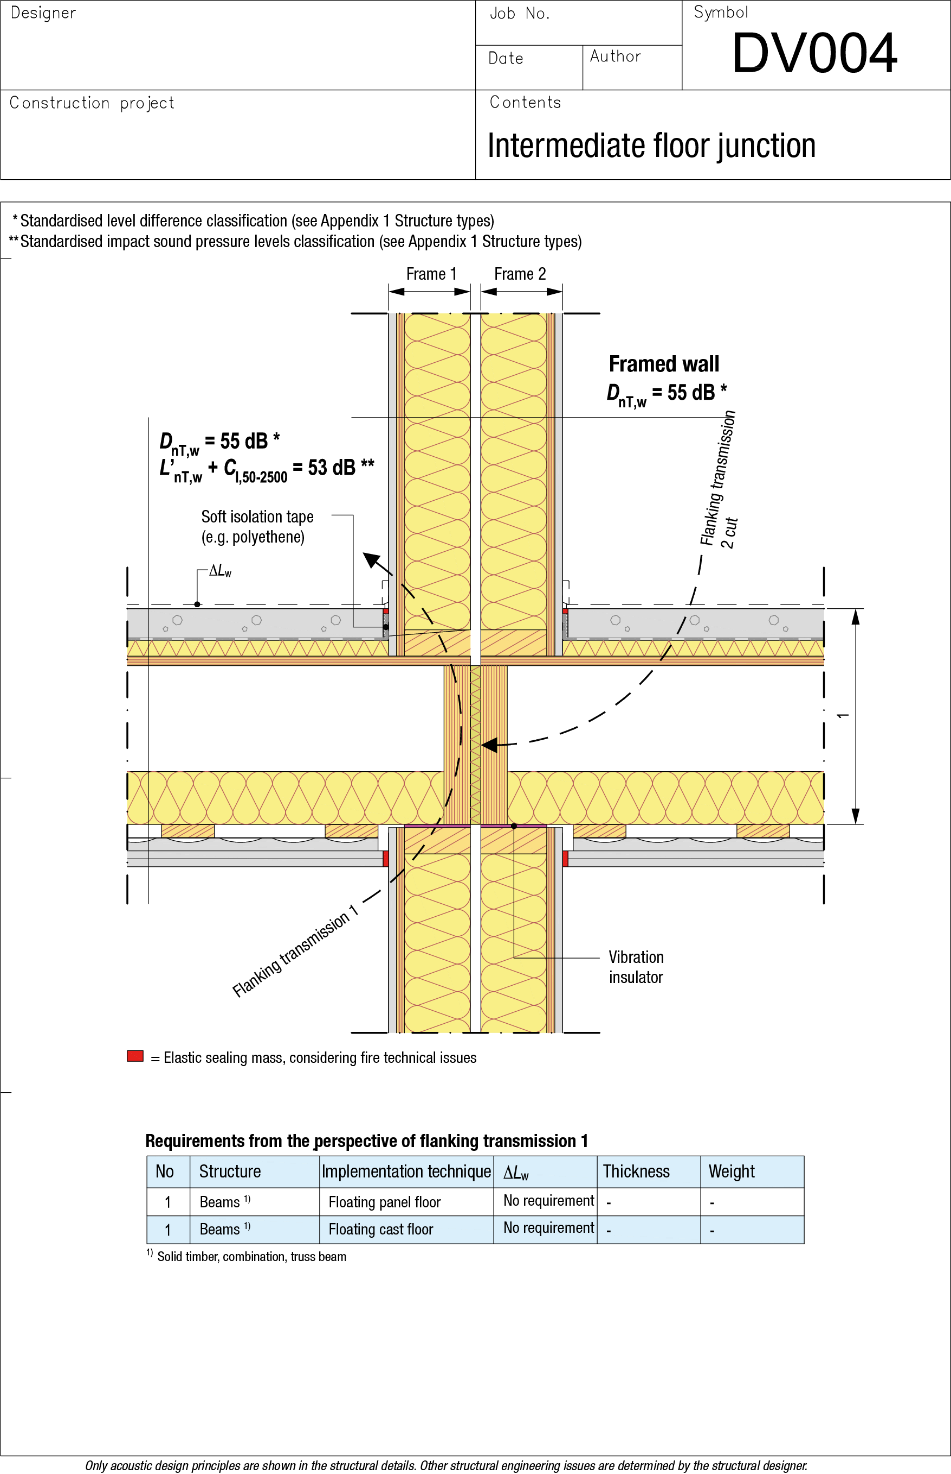 Designer
Job No.
Symbol
DV004
Date
Author
Construction project
Contents
Intermediate floor junction
* Standardised level difference classification (see Appendix 1 Structure types)
** Standardised impact sound pressure levels classification (see Appendix 1 Structure types)
Frame 1
Frame 2
Framed wall
DnT,w = 55 dB *
DnT,w = 55 dB *
L’nT,w + CI,50-2500 = 53 dB **
Flanking transmission
2 cut
Soft isolation tape
(e.g. polyethene)
ΔLw
1
Flanking transmission 1
Vibration
insulator
= Elastic sealing mass, considering fire technical issues
Requirements from the perspective of flanking transmission 1
No Structure Implementation technique ΔLw Thickness Weight
1 Beams 1) Floating panel floor No requirement - -
1 Beams 1) Floating cast floor No requirement - -
1) Solid timber, combination, truss beam
Only acoustic design principles are shown in the structural details. Other structural engineering issues are determined by the structural designer.